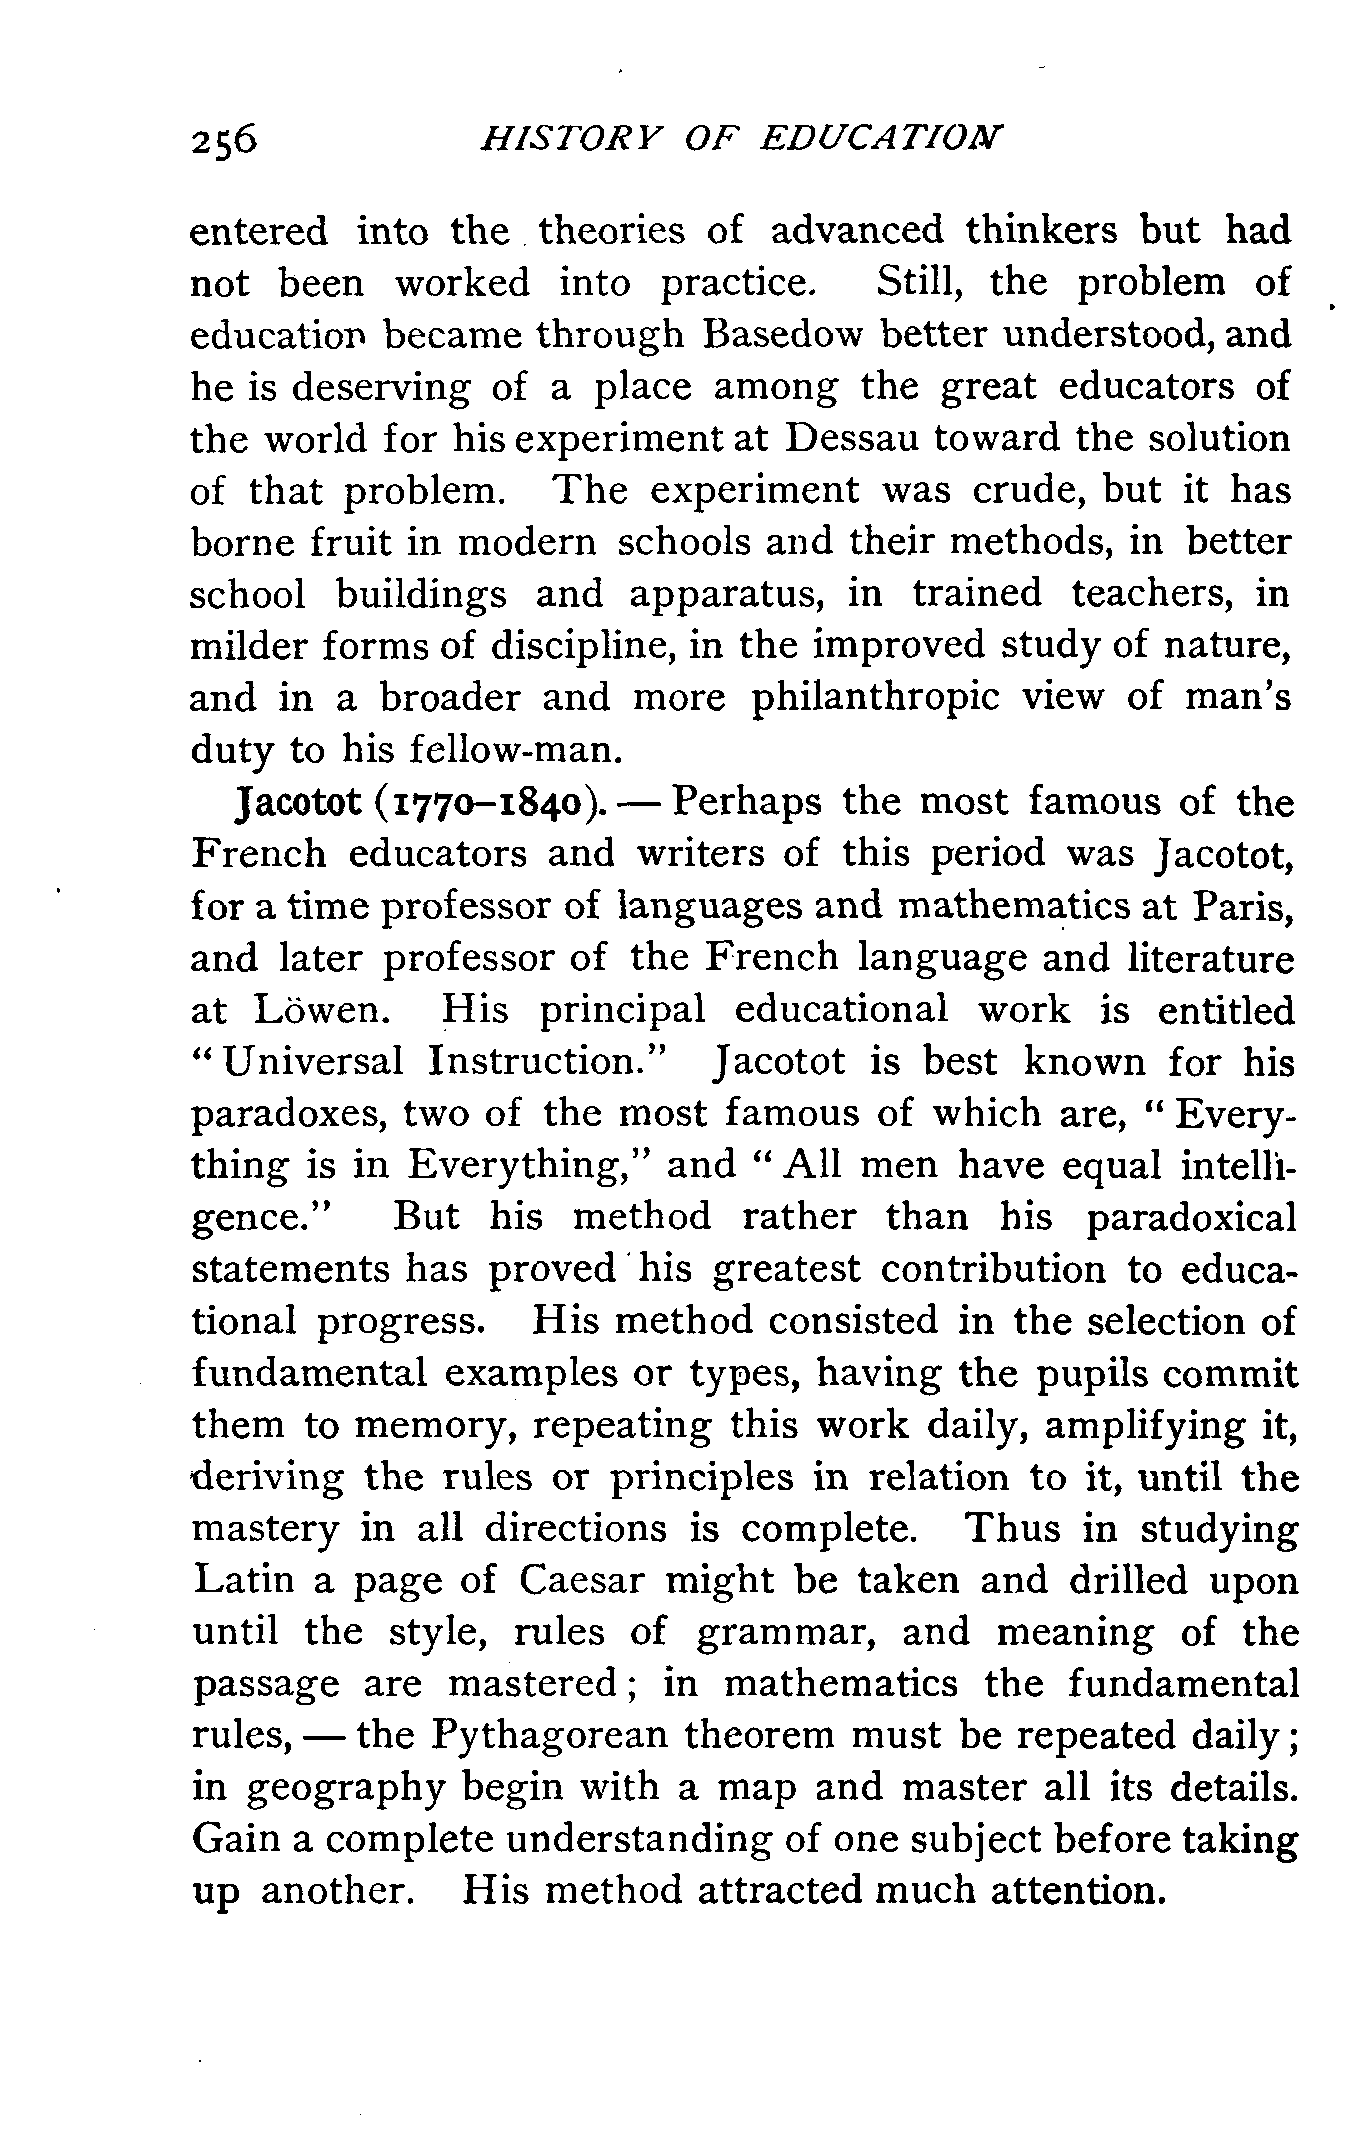 256 HISTORY OF EDUCATION
entered into the theories of advanced thinkers but had
not been worked into practice. Still, the problem of
education became through Basedow better understood, and
he is deserving of a place among the great educators of
the world for his experiment at Dessau toward the solution
of that problem. The experiment was crude, but it has
borne fruit in modern schools and their methods, in better
school buildings and apparatus, in trained teachers, in
milder forms of discipline, in the improved study of nature,
and in a broader and more philanthropic view of man's
duty to his fellow-man.
Jacotot (1770–1840). — Perhaps the most famous of the
French educators and writers of this period was Jacotot,
for a time professor of languages and mathematics at Paris,
and later professor of the French language and literature
at Löwen. His principal educational work is entitled
"Universal Instruction." Jacotot is best known for his
paradoxes, two of the most famous of which are, "Every-
thing is in Everything," and "All men have equal intelli-
gence." But his method rather than his paradoxical
statements has proved his greatest contribution to educa-
tional progress. His method consisted in the selection of
fundamental examples or types, having the pupils commit
them to memory, repeating this work daily, amplifying it,
deriving the rules or principles in relation to it, until the
mastery in all directions is complete. Thus in studying
Latin a page of Caesar might be taken and drilled upon
until the style, rules of grammar, and meaning of the
passage are mastered; in mathematics the fundamental
rules, — the Pythagorean theorem must be repeated daily;
in geography begin with a map and master all its details.
Gain a complete understanding of one subject before taking
up another. His method attracted much attention.